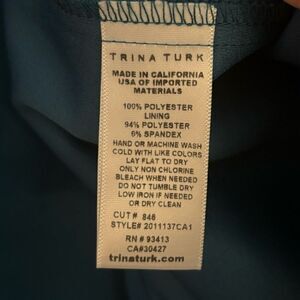 TRINA TURK
MADE IN CALIFORNIA
USA OF IMPORTED
MATERIALS
100% POLYESTER
LINING
94% POLYESTER
6% SPANDEX
HAND OR MACHINE WASH
COLD WITH LIKE COLORS
LAY FLAT TO DRY
ONLY NON CHLORINE
BLEACH WHEN NEEDED
DO NOT TUMBLE DRY
LOW IRON IF NEEDED
OR DRY CLEAN
CUT# 846
STYLE# 2011137CA1
RN# 93413
CA#30427
trinaturk.com